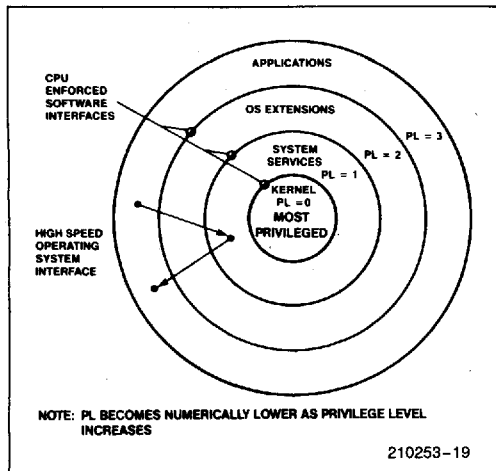 APPLICATIONS
CPU
ENFORCED
SOFTWARE
INTERFACES
OS EXTENSIONS
SYSTEM
SERVICES
PL = 3
PL = 2
PL = 1
KERNEL
PL = 0
MOST
PRIVILEGED
HIGH SPEED
OPERATING
SYSTEM
INTERFACE
NOTE: PL BECOMES NUMERICALLY LOWER AS PRIVILEGE LEVEL
INCREASES
210253-19